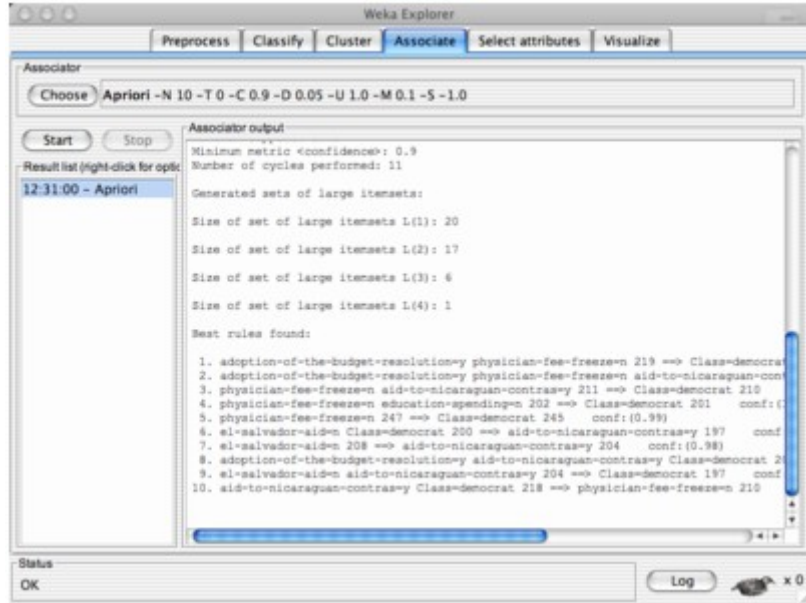 Weka Explorer
Preprocess Classify Cluster Associate Select attributes Visualize
Associator
Choose Apriori -N 10 -T 0 -C 0.9 -D 0.05 -U 1.0 -M 0.1 -S -1.0
Start Stop
Result list (right-click for optic
12:31:00 - Apriori
Associator output
Minimum metric <confidence>: 0.9
Number of cycles performed: 11
Generated sets of large itemsets:
Size of set of large itemsets L(1): 20
Size of set of large itemsets L(2): 17
Size of set of large itemsets L(3): 6
Size of set of large itemsets L(4): 1
Best rules found:
1. adoption-of-the-budget-resolution=y physician-fee-freeze=n 219 ==> Class=democrat
2. adoption-of-the-budget-resolution=y physician-fee-freeze=n aid-to-nicaraguan-con
3. physician-fee-freeze=n aid-to-nicaraguan-contras=y 211 ==> Class=democrat 210
4. physician-fee-freeze=n education-spending=n 202 ==> Class=democrat 201 conf:(
5. physician-fee-freeze=n 247 ==> Class=democrat 245 conf:(0.99)
6. el-salvador-aid=n Class=democrat 200 ==> aid-to-nicaraguan-contras=y 197 conf
7. el-salvador-aid=n 208 ==> aid-to-nicaraguan-contras=y 204 conf:(0.98)
8. adoption-of-the-budget-resolution=y aid-to-nicaraguan-contras=y Class=democrat 20
9. el-salvador-aid=n aid-to-nicaraguan-contras=y 204 ==> Class=democrat 197 conf
10. aid-to-nicaraguan-contras=y Class=democrat 218 ==> physician-fee-freeze=n 210
Status
OK
Log x 0